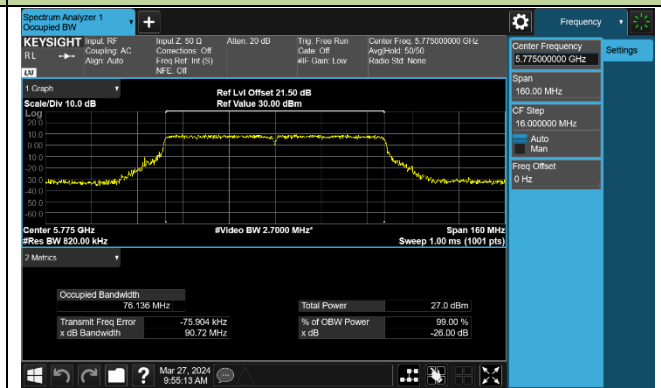 Spectrum Analyzer 1
Occupied BW
+
Frequency
KEYSIGHT
RL
LXI
Input: RF
Coupling: AC
Align: Auto
Input Z: 50 Ω
Corrections: Off
Freq Ref: Int (S)
NFE: Off
Atten: 20 dB
Trig: Free Run
Gate: Off
#IF Gain: Low
Center Freq: 5.775000000 GHz
Avg|Hold: 50/50
Radio Std: None
Center Frequency
5.775000000 GHz
Settings
Span
160.00 MHz
CF Step
16.000000 MHz
Auto
Man
Freq Offset
0 Hz
1 Graph
Scale/Div 10.0 dB
Ref Lvl Offset 21.50 dB
Ref Value 30.00 dBm
Log
20.0
10.0
0.00
-10.0
-20.0
-30.0
-40.0
-50.0
-60.0
Center 5.775 GHz
#Video BW 2.7000 MHz*
Span 160 MHz
#Res BW 820.00 kHz
Sweep 1.00 ms (1001 pts)
2 Metrics
Occupied Bandwidth
76.136 MHz
Total Power 27.0 dBm
Transmit Freq Error -75.904 kHz
% of OBW Power 99.00 %
x dB Bandwidth 90.72 MHz
x dB -26.00 dB
?
Mar 27, 2024
9:55:13 AM